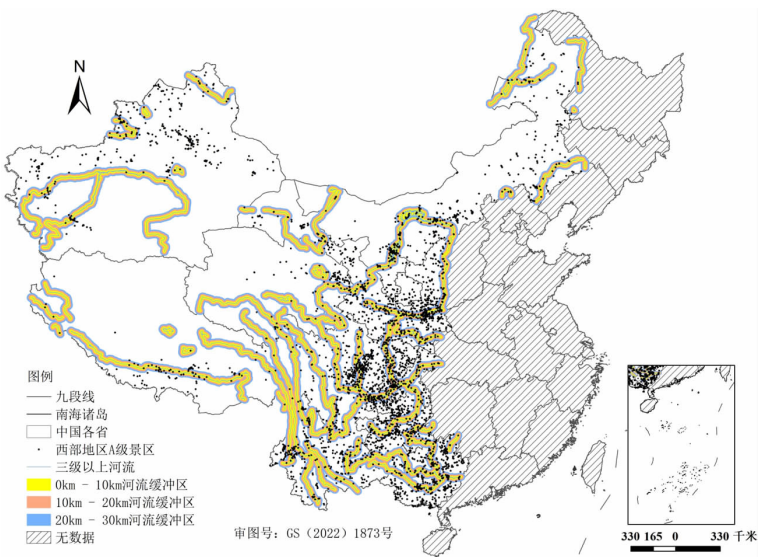 N
图例
九段线
南海诸岛
中国各省
西部地区A级景区
三级以上河流
0km - 10km河流缓冲区
10km - 20km河流缓冲区
20km - 30km河流缓冲区
无数据
审图号：GS（2022）1873号
330 165 0 330 千米